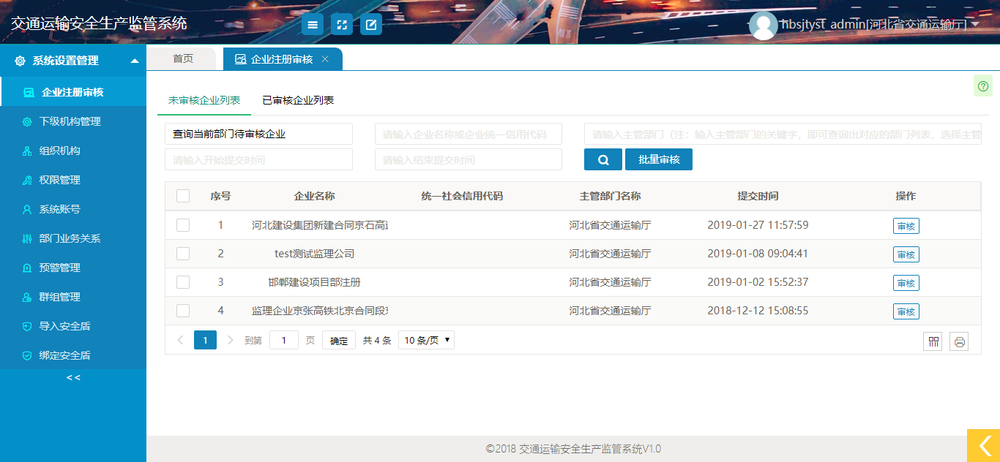 交通运输安全生产监管系统
hbsjtyst_admin[河北省交通运输厅]
系统设置管理
企业注册审核
下级机构管理
组织机构
权限管理
系统账号
部门业务关系
预警管理
群组管理
导入安全盾
绑定安全盾
<<
首页 企业注册审核 ×
未审核企业列表 已审核企业列表
查询当前部门待审核企业 请输入企业名称或企业统一信用代码 请输入主管部门（注：输入主管部门的关键字，即可查询出对应的部门列表，选择主管
请输入开始提交时间 请输入结束提交时间 批量审核
序号 企业名称 统一社会信用代码 主管部门名称 提交时间 操作
1 河北建设集团新建合同京石高 河北省交通运输厅 2019-01-27 11:57:59 审核
2 test测试监理公司 河北省交通运输厅 2019-01-08 09:04:41 审核
3 邯郸建设项目部注册 河北省交通运输厅 2019-01-02 15:52:37 审核
4 监理企业京张高铁北京合同段 河北省交通运输厅 2018-12-12 15:08:55 审核
1 到第 1 页 确定 共 4 条 10 条/页
©2018 交通运输安全生产监管系统V1.0